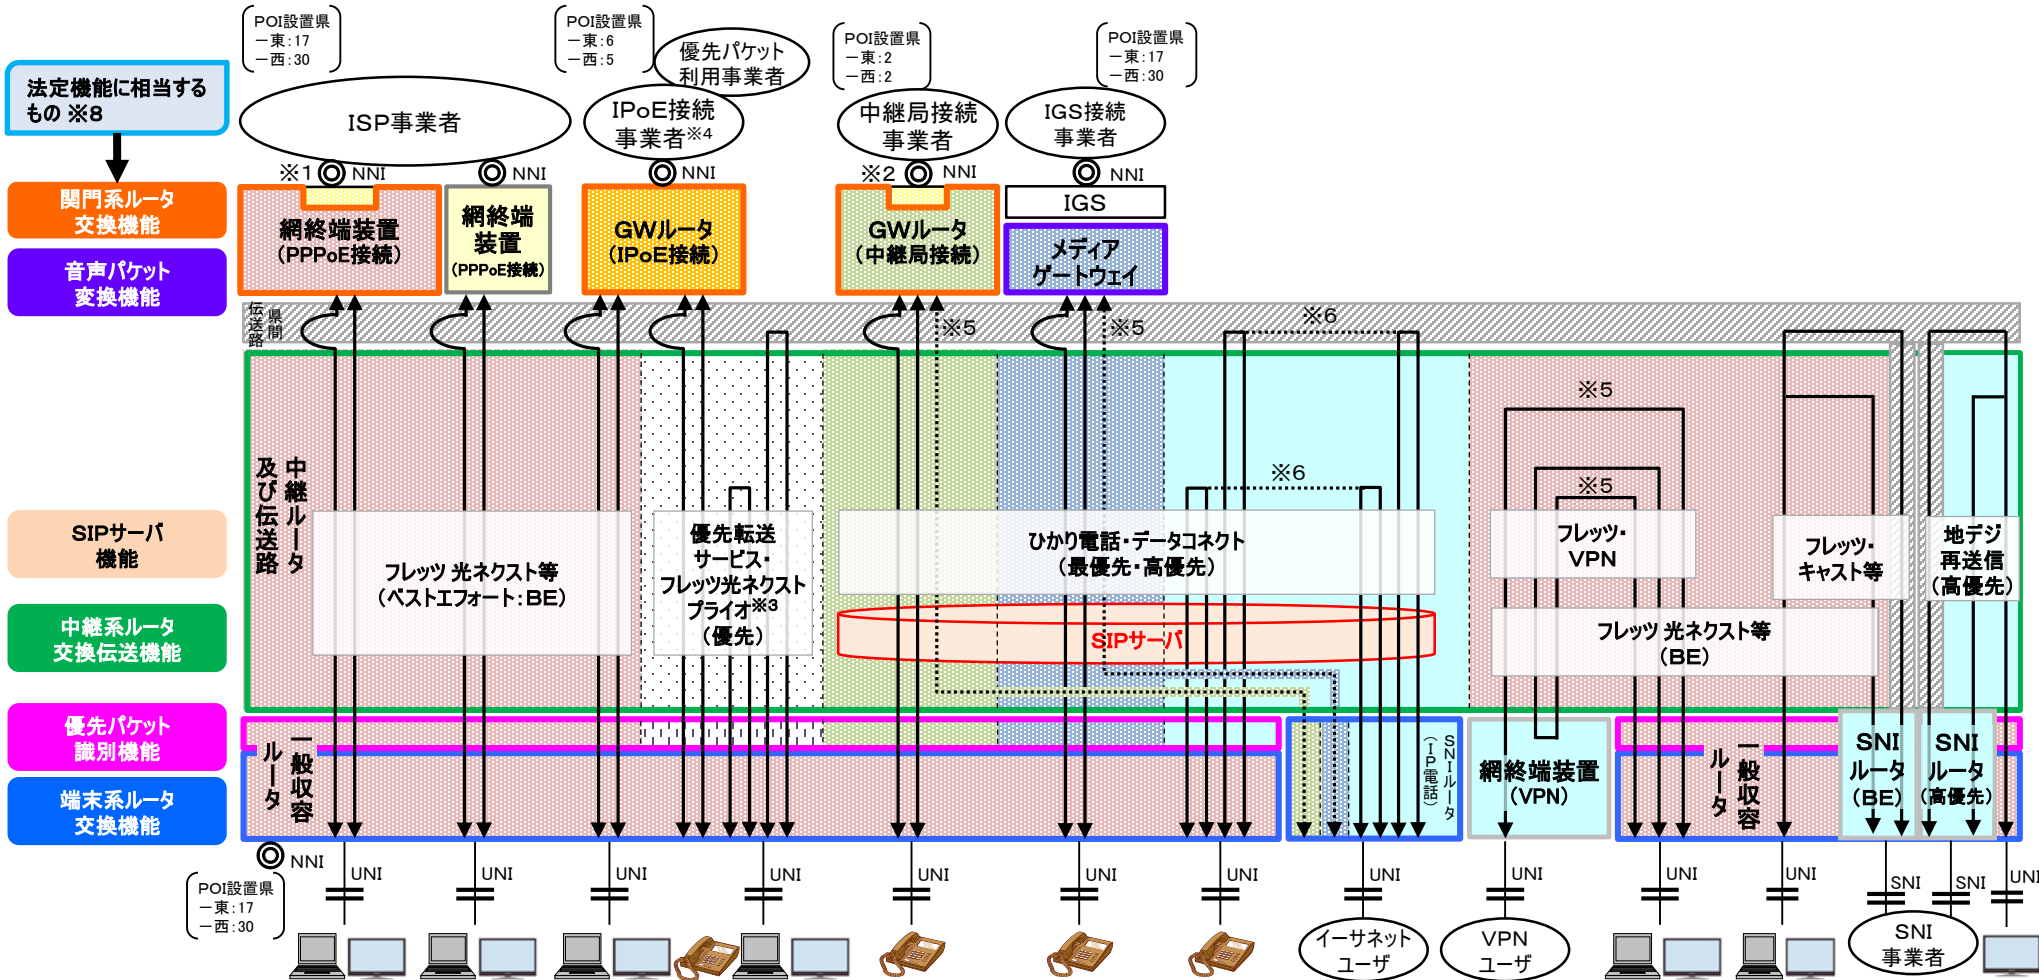 POI設置県
－東：17
－西：30
POI設置県
－東：6
－西：5
優先パケット
利用事業者
POI設置県
－東：2
－西：2
POI設置県
－東：17
－西：30
法定機能に相当する
もの ※8
ISP事業者
IPoE接続
事業者※4
中継局接続
事業者
IGS接続
事業者
※1
NNI
NNI
NNI
※2
NNI
NNI
関門系ルータ
交換機能
網終端装置
（PPPoE接続）
網終端
装置
（PPPoE接続）
GWルータ
（IPoE接続）
GWルータ
（中継局接続）
IGS
メディア
ゲートウェイ
音声パケット
変換機能
県間
伝送路
※5
※5
※6
※5
※6
※5
中継ルータ
及び伝送路
SIPサーバ
機能
フレッツ 光ネクスト等
（ベストエフォート：BE）
優先転送
サービス・
フレッツ光ネクスト
プライオ※3
（優先）
ひかり電話・データコネクト
（最優先・高優先）
SIPサーバ
フレッツ・
VPN
フレッツ・
キャスト等
地デジ
再送信
（高優先）
フレッツ 光ネクスト等
（BE）
中継系ルータ
交換伝送機能
優先パケット
識別機能
端末系ルータ
交換機能
一般収容
ルータ
SNIルータ
（IP電話）
網終端装置
（VPN）
一般収容
ルータ
SNI
ルータ
（BE）
SNI
ルータ
（高優先）
NNI
POI設置県
－東：17
－西：30
UNI
UNI
UNI
UNI
UNI
UNI
UNI
UNI
UNI
UNI
UNI
SNI
SNI
UNI
イーサネット
ユーザ
VPN
ユーザ
SNI
事業者